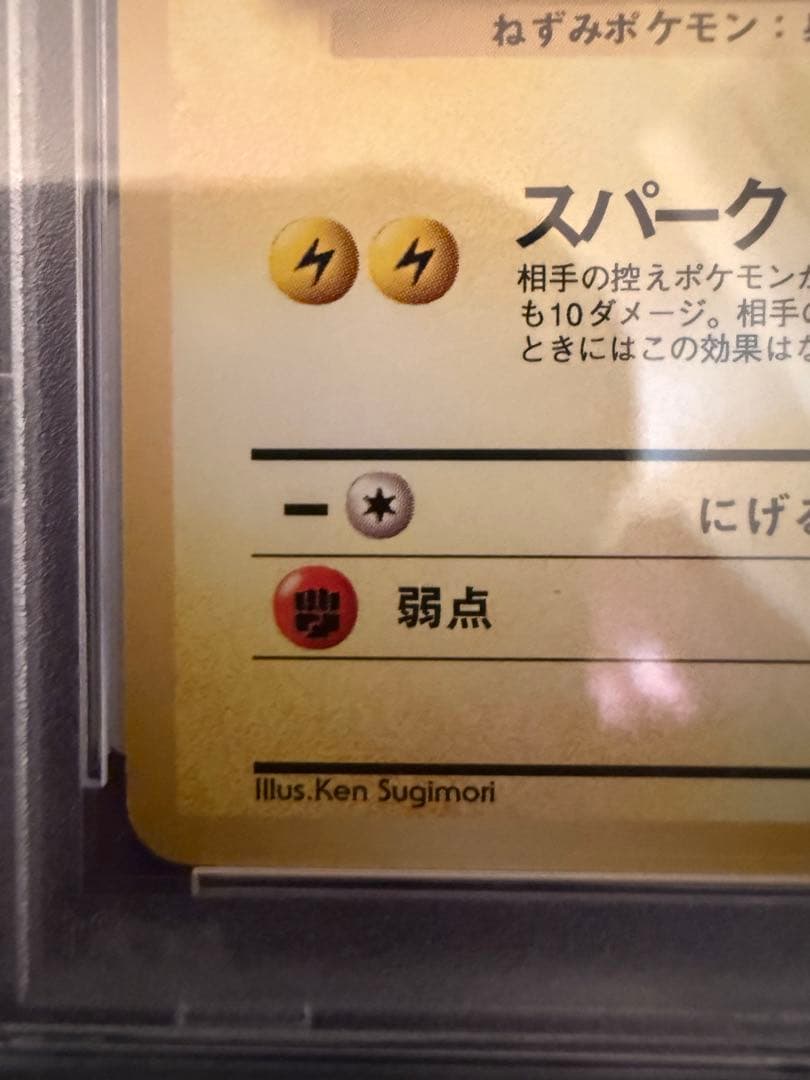 ねずみポケモン：
スパーク
相手の控えポケモン
も10ダメージ。相手の
ときにはこの効果はな
にげる
弱点
Illus.Ken Sugimori